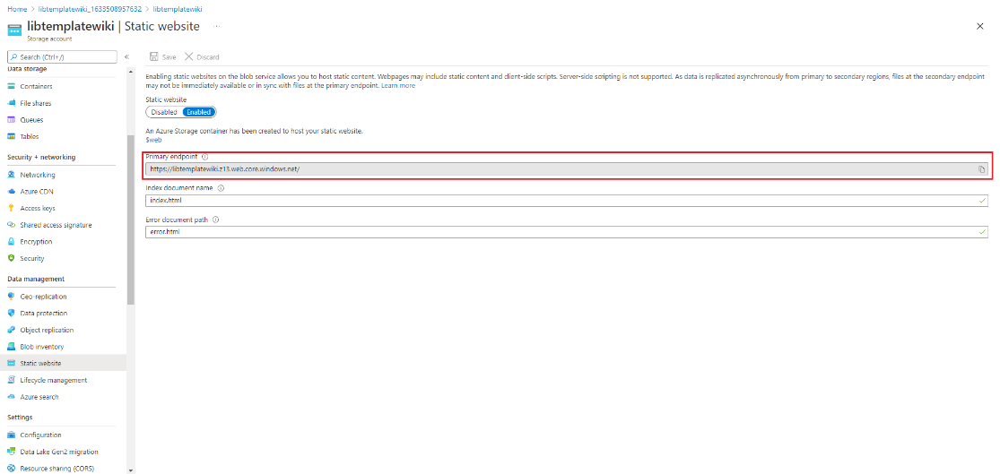 Home > libtemplatewiki_1633508957632 > libtemplatewiki
libtemplatewiki | Static website ...
Storage account
Search (Ctrl+/)
«
Save
Discard
Data storage
Containers
File shares
Queues
Tables
Security + networking
Networking
Azure CDN
Access keys
Shared access signature
Encryption
Security
Data management
Geo-replication
Data protection
Object replication
Blob inventory
Static website
Lifecycle management
Azure search
Settings
Configuration
Data Lake Gen2 migration
Resource sharing (CORS)
Enabling static websites on the blob service allows you to host static content. Webpages may include static content and client-side scripts. Server-side scripting is not supported. As data is replicated asynchronously from primary to secondary regions, files at the secondary endpoint
may not be immediately available or in sync with files at the primary endpoint. Learn more
Static website
Disabled Enabled
An Azure Storage container has been created to host your static website.
$web
Primary endpoint
https://libtemplatewiki.z13.web.core.windows.net/
Index document name
index.html
Error document path
error.html